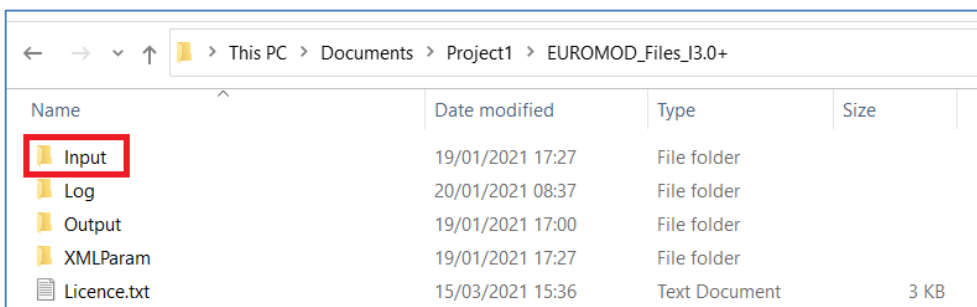 This PC > Documents > Project1 > EUROMOD_Files_I3.0+
Name Date modified Type Size
Input 19/01/2021 17:27 File folder
Log 20/01/2021 08:37 File folder
Output 19/01/2021 17:00 File folder
XMLParam 19/01/2021 17:27 File folder
Licence.txt 15/03/2021 15:36 Text Document 3 KB